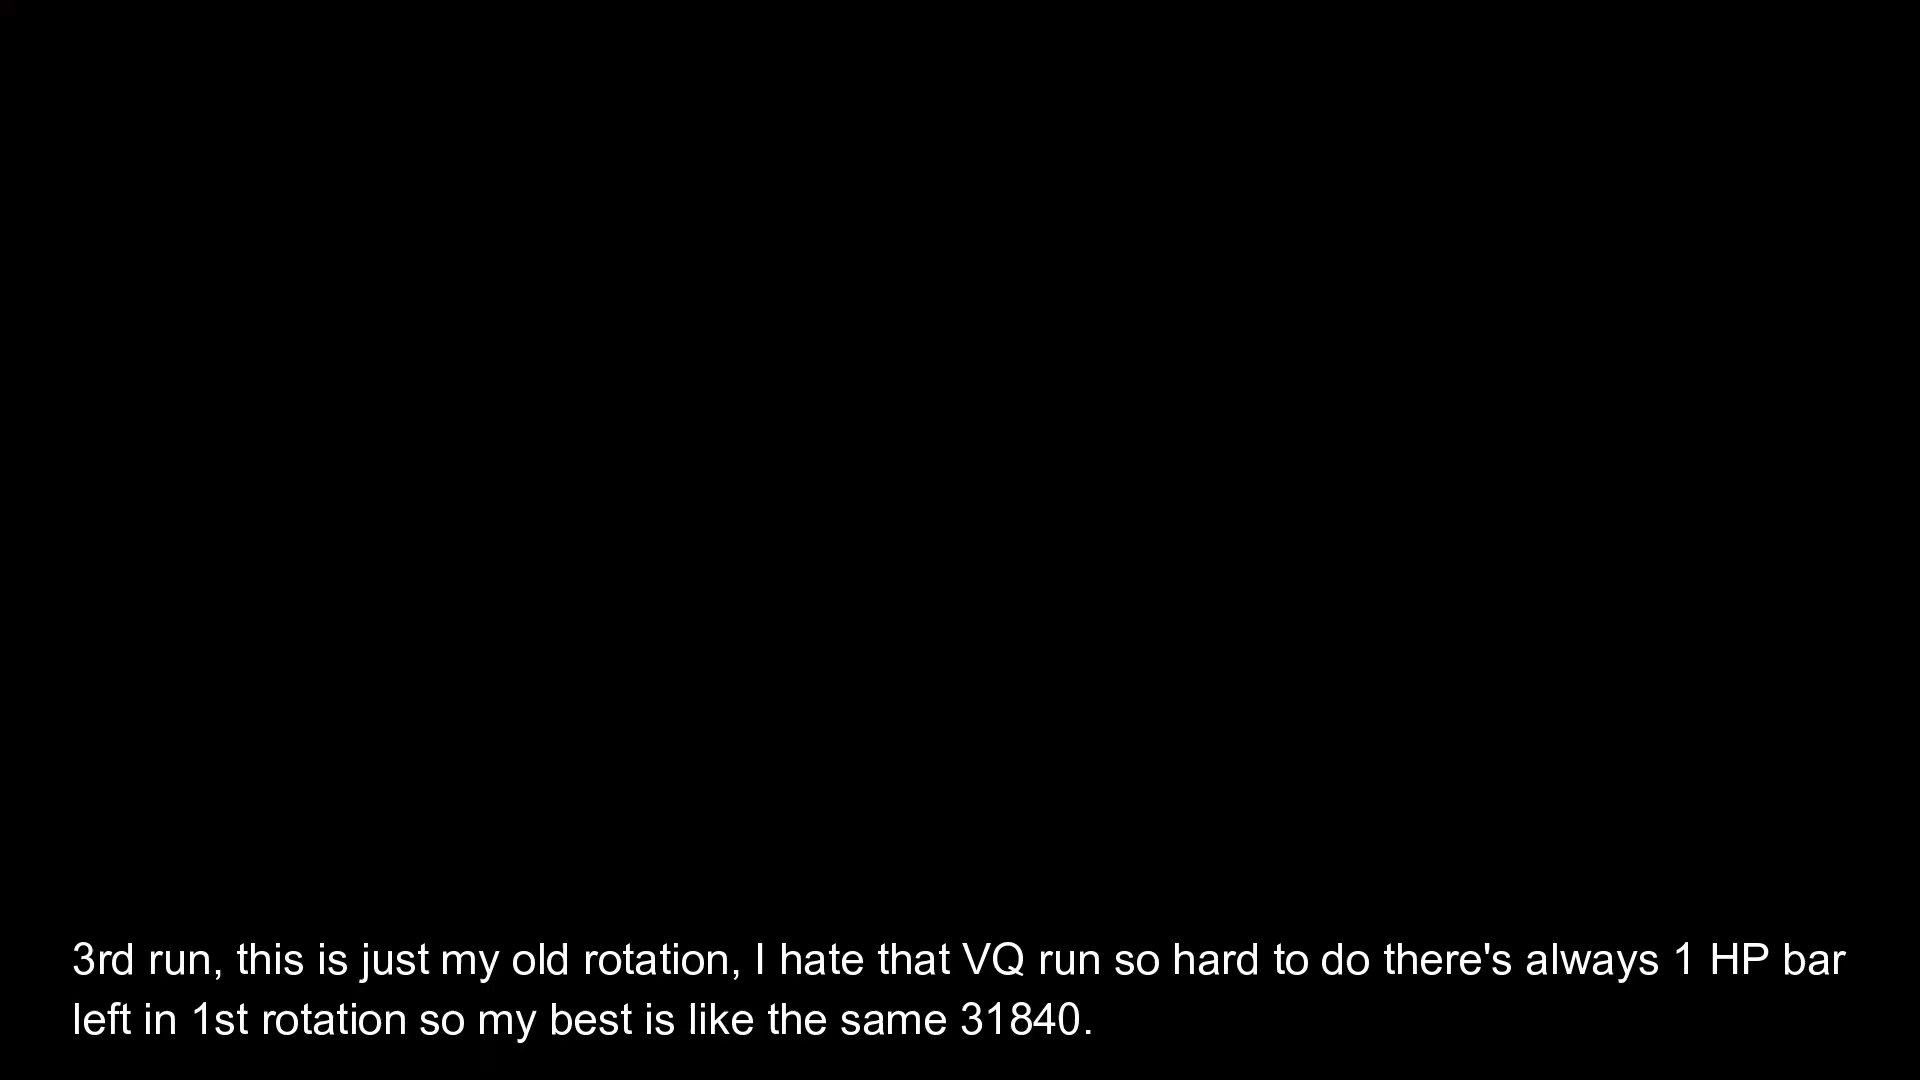 3rd run, this is just my old rotation, I hate that VQ run so hard to do there's always 1 HP bar
left in 1st rotation so my best is like the same 31840.